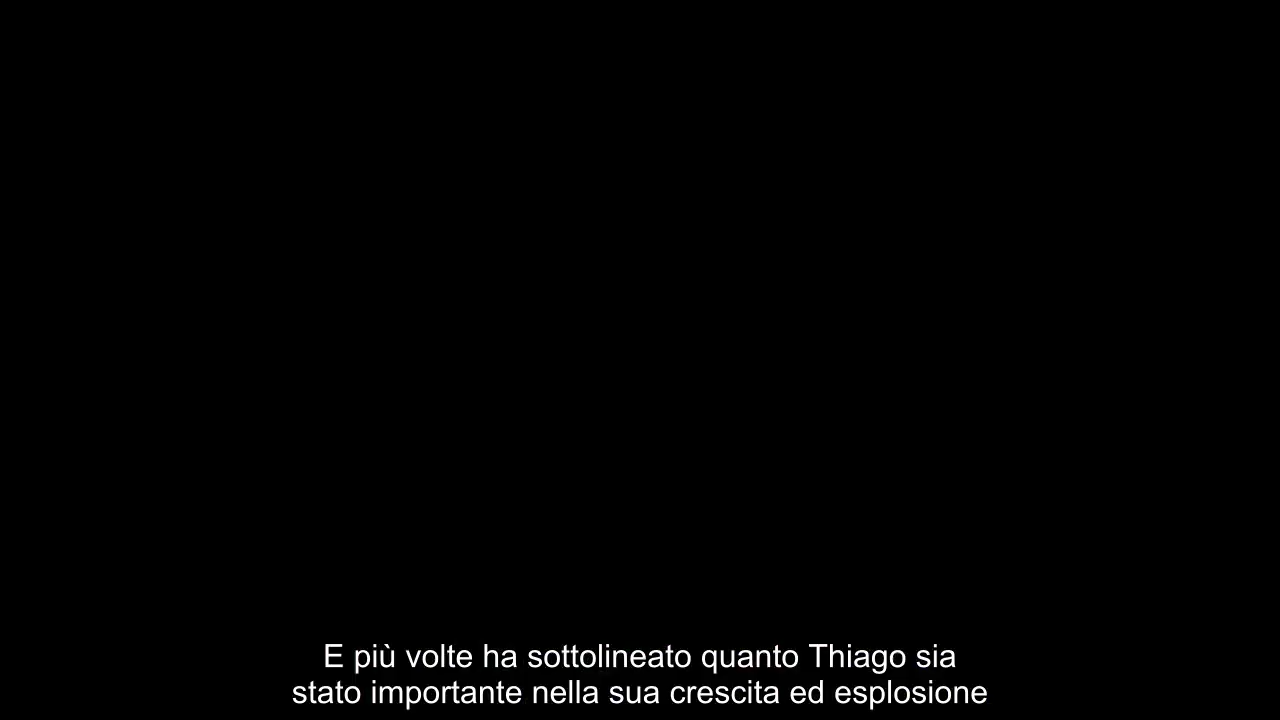 E più volte ha sottolineato quanto Thiago sia
stato importante nella sua crescita ed esplosione